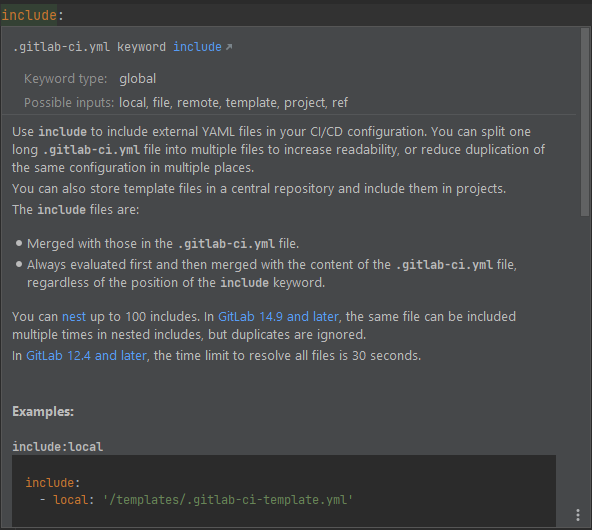 include:
.gitlab-ci.yml keyword include↗
Keyword type: global
Possible inputs: local, file, remote, template, project, ref
Use include to include external YAML files in your CI/CD configuration. You can split one
long .gitlab-ci.yml file into multiple files to increase readability, or reduce duplication of
the same configuration in multiple places.
You can also store template files in a central repository and include them in projects.
The include files are:
• Merged with those in the .gitlab-ci.yml file.
• Always evaluated first and then merged with the content of the .gitlab-ci.yml file,
regardless of the position of the include keyword.
You can nest up to 100 includes. In GitLab 14.9 and later, the same file can be included
multiple times in nested includes, but duplicates are ignored.
In GitLab 12.4 and later, the time limit to resolve all files is 30 seconds.
Examples:
include:local
include:
- local: '/templates/.gitlab-ci-template.yml'